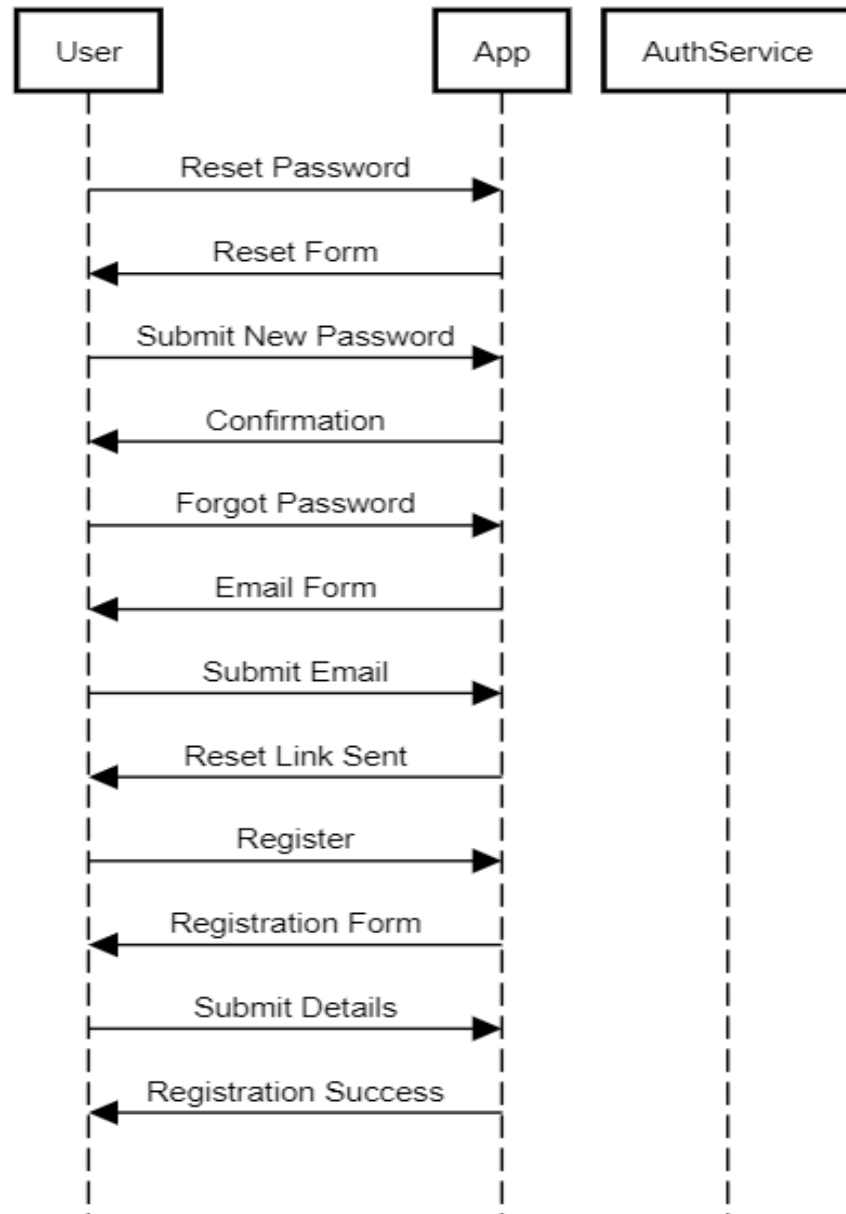 User
App
AuthService
Reset Password
Reset Form
Submit New Password
Confirmation
Forgot Password
Email Form
Submit Email
Reset Link Sent
Register
Registration Form
Submit Details
Registration Success